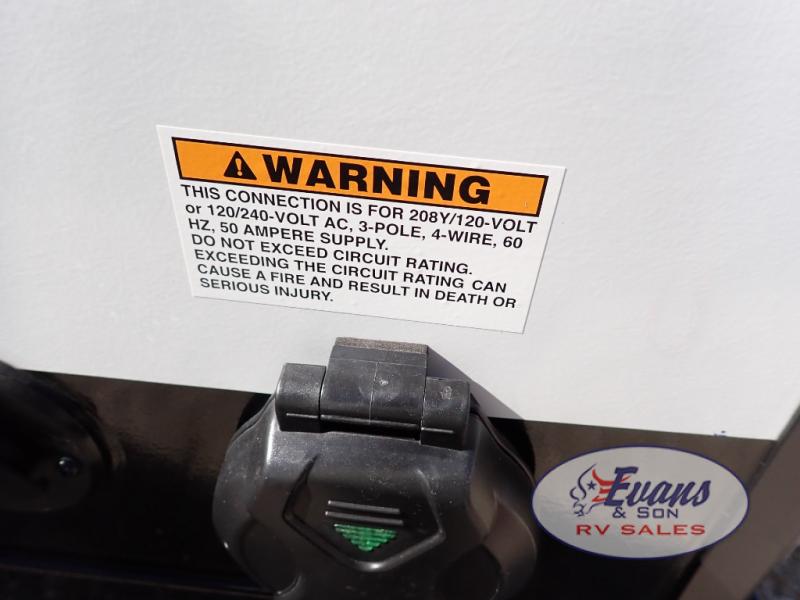 WARNING
THIS CONNECTION IS FOR 208Y/120-VOLT
or 120/240-VOLT AC, 3-POLE, 4-WIRE, 60
HZ, 50 AMPERE SUPPLY.
DO NOT EXCEED CIRCUIT RATING.
EXCEEDING THE CIRCUIT RATING CAN
CAUSE A FIRE AND RESULT IN DEATH OR
SERIOUS INJURY.
Evans
& SON
RV SALES